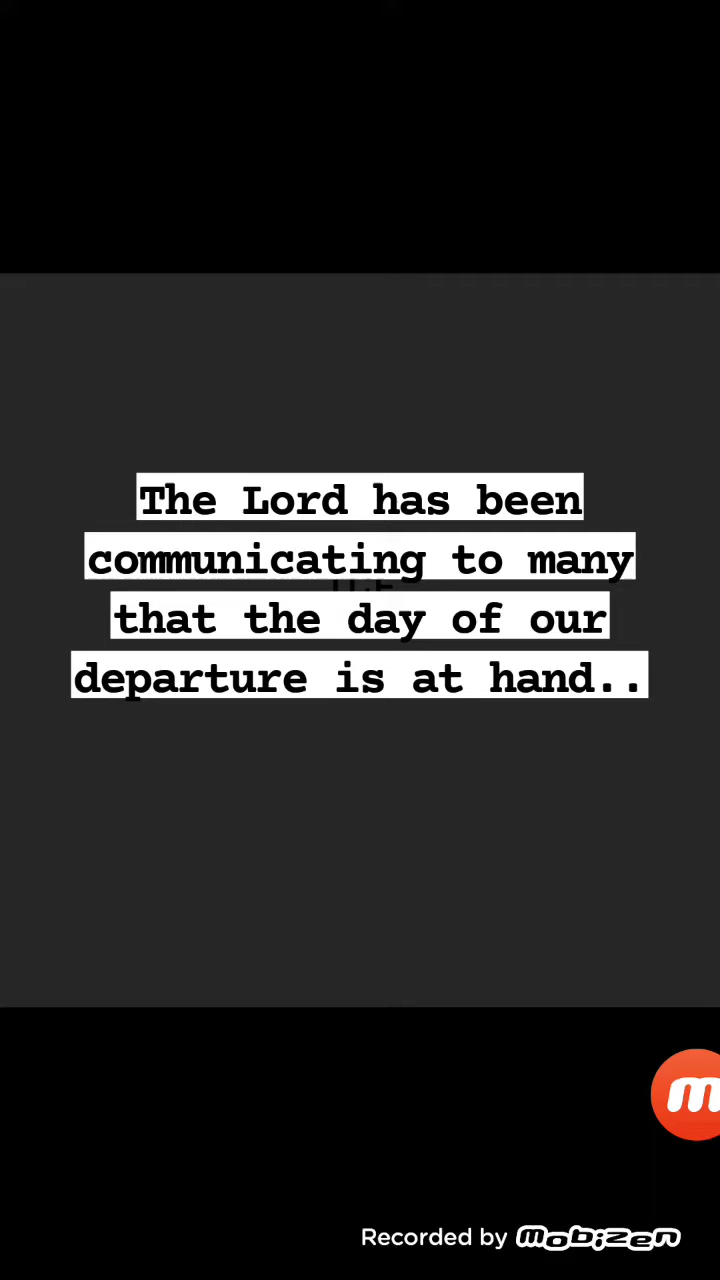 The Lord has been
communicating to many
that the day of our
departure is at hand..
M
Recorded by Mobizen